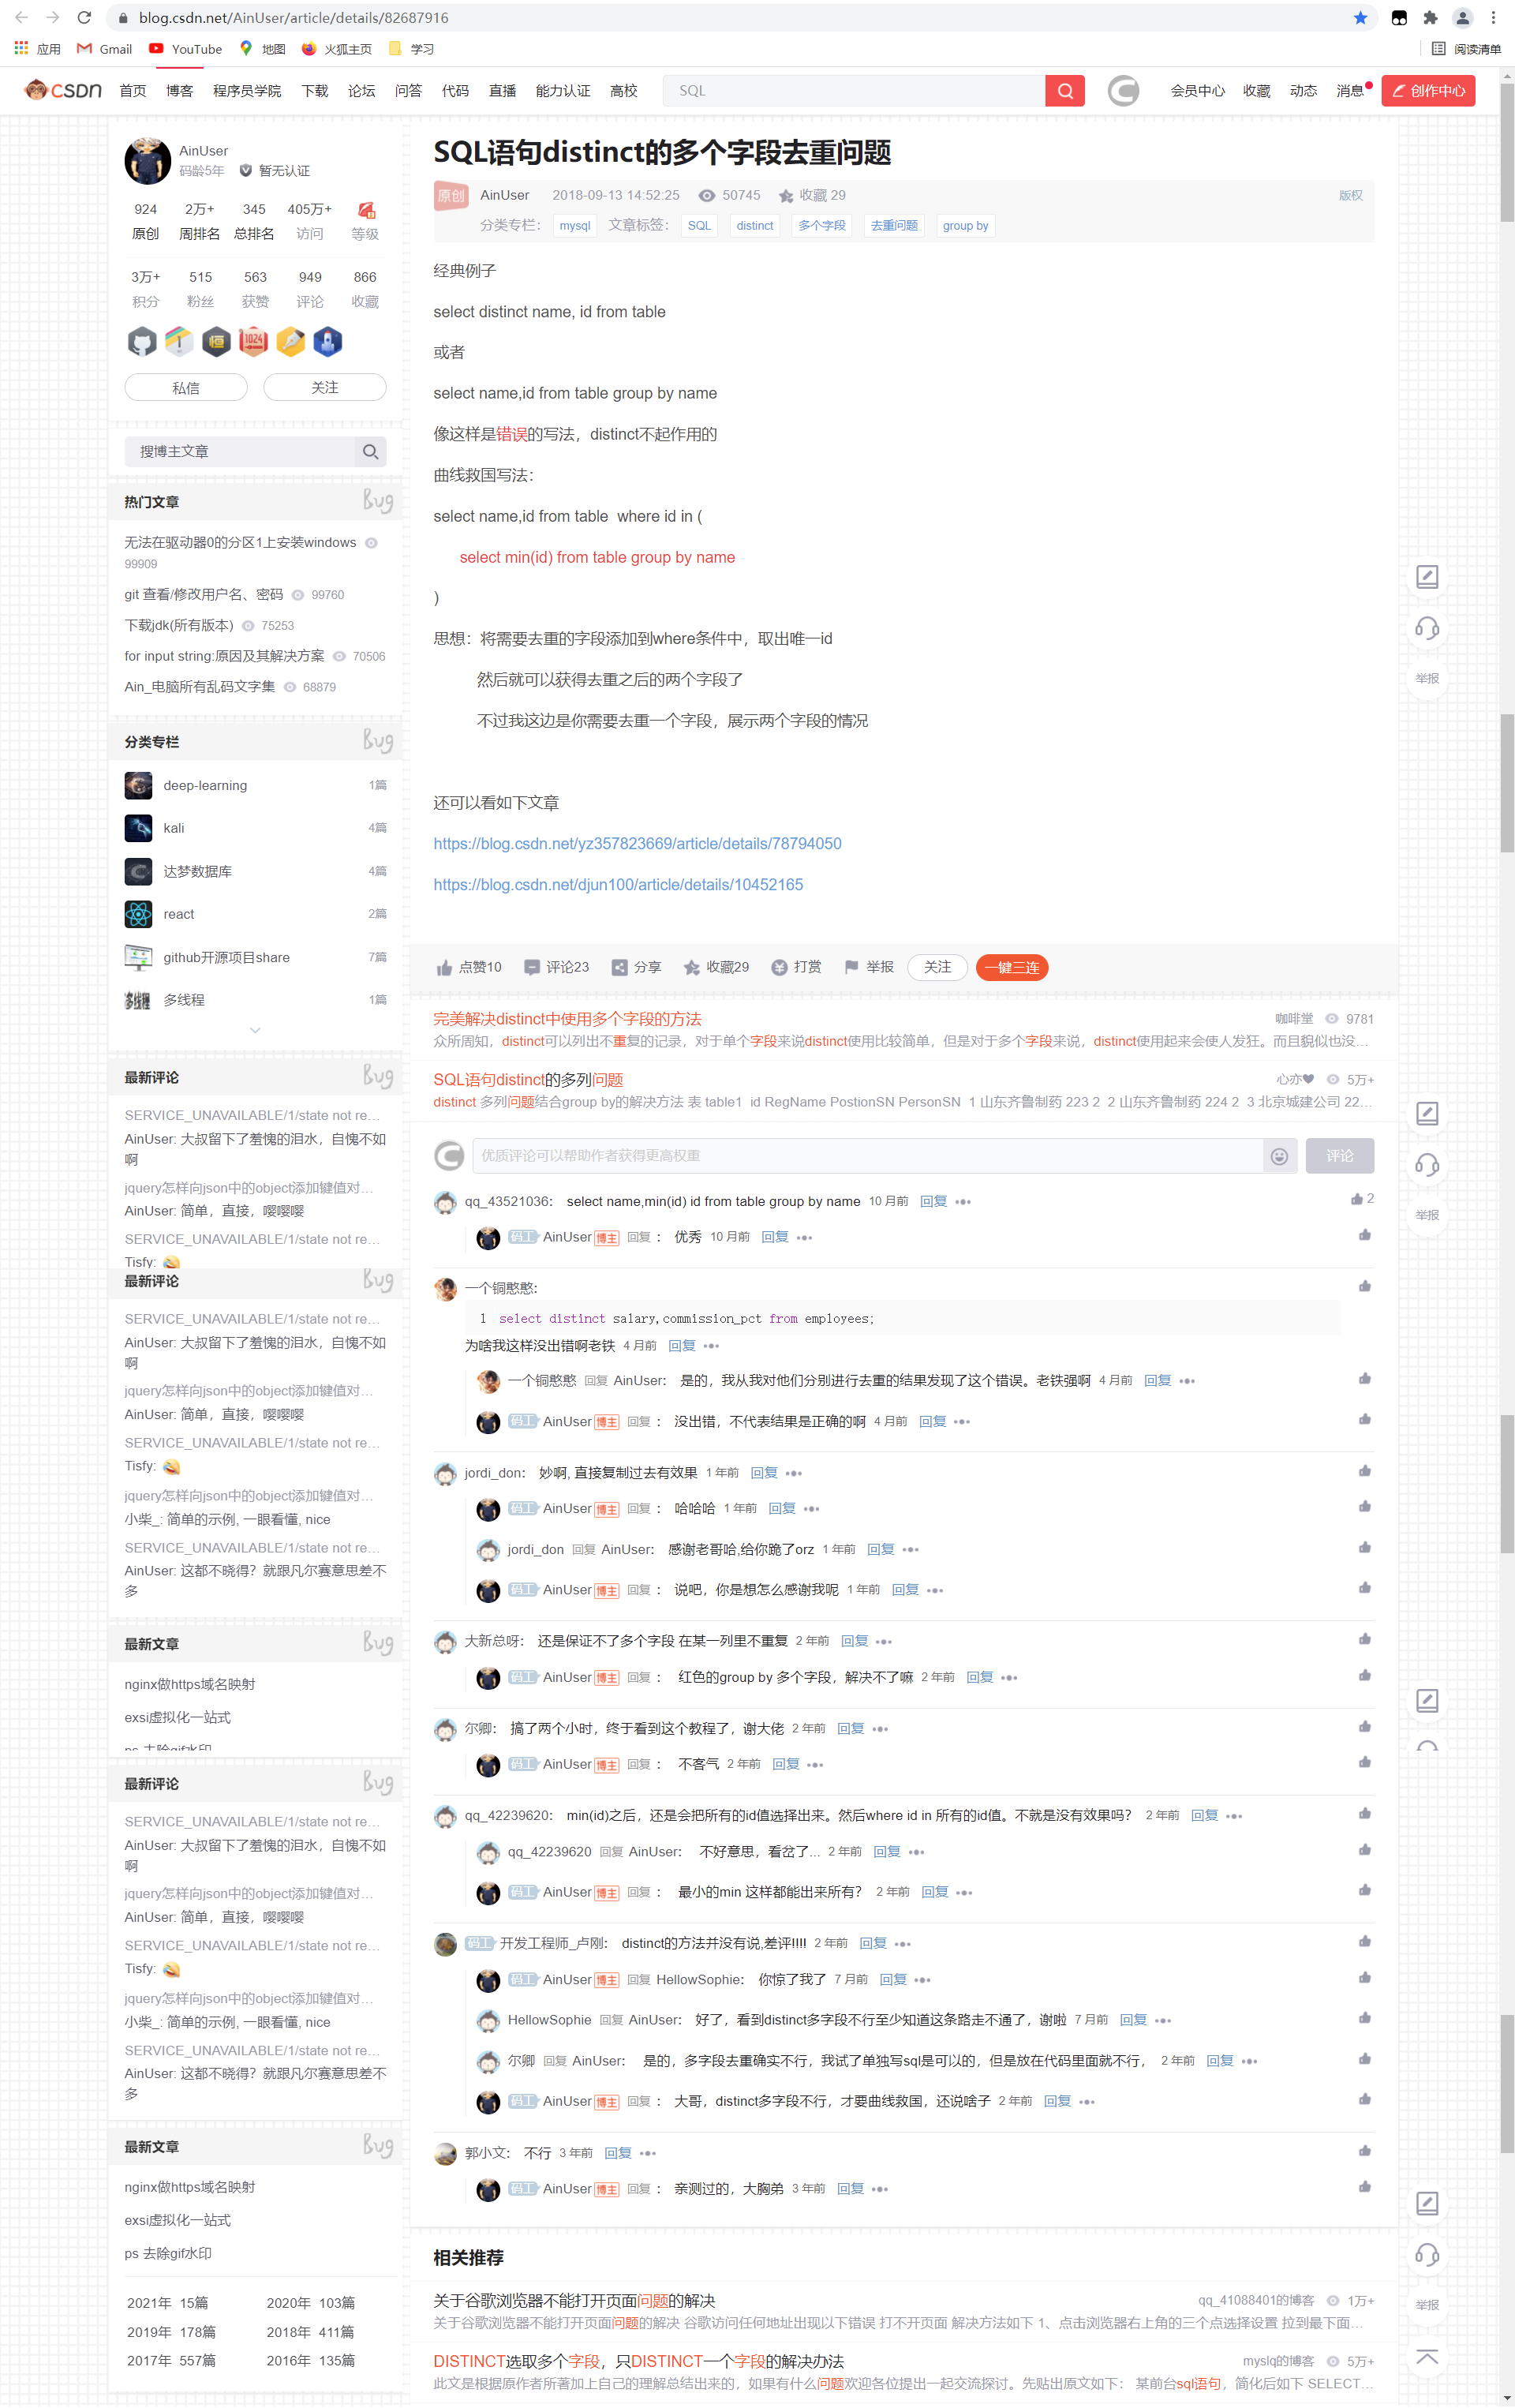 blog.csdn.net/AinUser/article/details/82687916
应用 Gmail YouTube 地图 火狐主页 学习 阅读清单
CSDN 首页 博客 程序员学院 下载 论坛 问答 代码 直播 能力认证 高校 SQL 会员中心 收藏 动态 消息 创作中心
AinUser
码龄5年 暂无认证
924 2万+ 345 405万+
原创 周排名 总排名 访问 等级
3万+ 515 563 949 866
积分 粉丝 获赞 评论 收藏
1024
私信 关注
搜博主文章
热门文章 Bug
无法在驱动器0的分区1上安装windows
99909
git 查看/修改用户名、密码 99760
下载jdk(所有版本) 75253
for input string:原因及其解决方案 70506
Ain_电脑所有乱码文字集 68879
分类专栏 Bug
deep-learning 1篇
kali 4篇
达梦数据库 4篇
react 2篇
github开源项目share 7篇
多线程 1篇
最新评论 Bug
SERVICE_UNAVAILABLE/1/state not re...
AinUser: 大叔留下了羞愧的泪水，自愧不如
啊
jquery怎样向json中的object添加键值对...
AinUser: 简单，直接，嘤嘤嘤
SERVICE_UNAVAILABLE/1/state not re...
Tisfy:
最新评论 Bug
SERVICE_UNAVAILABLE/1/state not re...
AinUser: 大叔留下了羞愧的泪水，自愧不如
啊
jquery怎样向json中的object添加键值对...
AinUser: 简单，直接，嘤嘤嘤
SERVICE_UNAVAILABLE/1/state not re...
Tisfy:
jquery怎样向json中的object添加键值对...
小柴_: 简单的示例, 一眼看懂, nice
SERVICE_UNAVAILABLE/1/state not re...
AinUser: 这都不晓得？就跟凡尔赛意思差不
多
最新文章 Bug
nginx做https域名映射
exsi虚拟化一站式
ps 去除gif水印
最新评论 Bug
SERVICE_UNAVAILABLE/1/state not re...
AinUser: 大叔留下了羞愧的泪水，自愧不如
啊
jquery怎样向json中的object添加键值对...
AinUser: 简单，直接，嘤嘤嘤
SERVICE_UNAVAILABLE/1/state not re...
Tisfy:
jquery怎样向json中的object添加键值对...
小柴_: 简单的示例, 一眼看懂, nice
SERVICE_UNAVAILABLE/1/state not re...
AinUser: 这都不晓得？就跟凡尔赛意思差不
多
最新文章 Bug
nginx做https域名映射
exsi虚拟化一站式
ps 去除gif水印
2021年 15篇 2020年 103篇
2019年 178篇 2018年 411篇
2017年 557篇 2016年 135篇
SQL语句distinct的多个字段去重问题
原创 AinUser 2018-09-13 14:52:25 50745 收藏 29 版权
分类专栏： mysql 文章标签： SQL distinct 多个字段 去重问题 group by
经典例子
select distinct name, id from table
或者
select name,id from table group by name
像这样是错误的写法，distinct不起作用的
曲线救国写法：
select name,id from table  where id in (
select min(id) from table group by name
)
思想：将需要去重的字段添加到where条件中，取出唯一id
然后就可以获得去重之后的两个字段了
不过我这边是你需要去重一个字段，展示两个字段的情况
还可以看如下文章
https://blog.csdn.net/yz357823669/article/details/78794050
https://blog.csdn.net/djun100/article/details/10452165
点赞10 评论23 分享 收藏29 打赏 举报 关注 一键三连
完美解决distinct中使用多个字段的方法 咖啡堂 9781
众所周知，distinct可以列出不重复的记录，对于单个字段来说distinct使用比较简单，但是对于多个字段来说，distinct使用起来会使人发狂。而且貌似也没...
SQL语句distinct的多列问题 心亦♥ 5万+
distinct 多列问题结合group by的解决方法 表 table1  id RegName PostionSN PersonSN  1 山东齐鲁制药 223 2  2 山东齐鲁制药 224 2  3 北京城建公司 22...
优质评论可以帮助作者获得更高权重 评论
qq_43521036： select name,min(id) id from table group by name 10 月前 回复 2
码工 AinUser 博主 回复： 优秀 10 月前 回复
一个铜憨憨:
1 select distinct salary,commission_pct from employees;
为啥我这样没出错啊老铁 4 月前 回复
一个铜憨憨 回复 AinUser： 是的，我从我对他们分别进行去重的结果发现了这个错误。老铁强啊 4 月前 回复
码工 AinUser 博主 回复： 没出错，不代表结果是正确的啊 4 月前 回复
jordi_don： 妙啊, 直接复制过去有效果 1 年前 回复
码工 AinUser 博主 回复： 哈哈哈 1 年前 回复
jordi_don 回复 AinUser： 感谢老哥哈,给你跪了orz 1 年前 回复
码工 AinUser 博主 回复： 说吧，你是想怎么感谢我呢 1 年前 回复
大新总呀： 还是保证不了多个字段 在某一列里不重复 2 年前 回复
码工 AinUser 博主 回复： 红色的group by 多个字段，解决不了嘛 2 年前 回复
尔卿： 搞了两个小时，终于看到这个教程了，谢大佬 2 年前 回复
码工 AinUser 博主 回复： 不客气 2 年前 回复
qq_42239620： min(id)之后，还是会把所有的id值选择出来。然后where id in 所有的id值。不就是没有效果吗？ 2 年前 回复
qq_42239620 回复 AinUser： 不好意思，看岔了... 2 年前 回复
码工 AinUser 博主 回复： 最小的min 这样都能出来所有？ 2 年前 回复
码工 开发工程师_卢刚： distinct的方法并没有说,差评!!!! 2 年前 回复
码工 AinUser 博主 回复 HellowSophie： 你惊了我了 7 月前 回复
HellowSophie 回复 AinUser： 好了，看到distinct多字段不行至少知道这条路走不通了，谢啦 7 月前 回复
尔卿 回复 AinUser： 是的，多字段去重确实不行，我试了单独写sql是可以的，但是放在代码里面就不行， 2 年前 回复
码工 AinUser 博主 回复： 大哥，distinct多字段不行，才要曲线救国，还说啥子 2 年前 回复
郭小文： 不行 3 年前 回复
码工 AinUser 博主 回复： 亲测过的，大胸弟 3 年前 回复
相关推荐
关于谷歌浏览器不能打开页面问题的解决 qq_41088401的博客 1万+
关于谷歌浏览器不能打开页面问题的解决 谷歌访问任何地址出现以下错误 打不开页面 解决方法如下 1、点击浏览器右上角的三个点选择设置 拉到最下面...
DISTINCT选取多个字段，只DISTINCT一个字段的解决办法 myslq的博客 5万+
此文是根据原作者所著加上自己的理解总结出来的，如果有什么问题欢迎各位提出一起交流探讨。先贴出原文如下： 某前台sql语句，简化后如下 SELECT...
举报
举报
举报